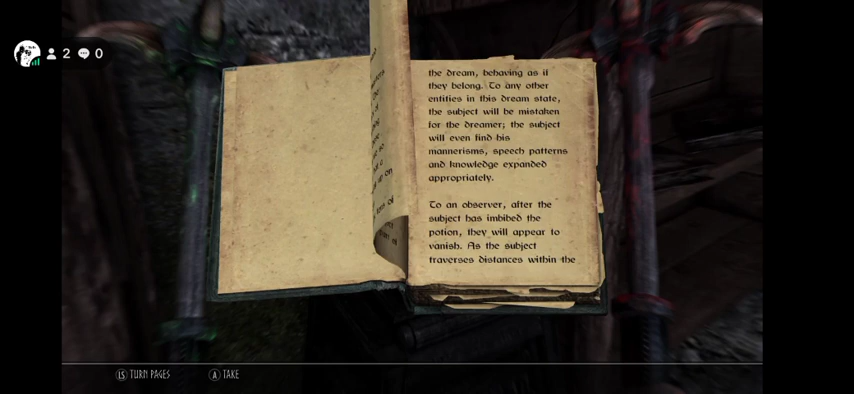 2 0
the dream, behaving as if
they belong. To any other
entities in this dream state,
the subject will be mistaken
for the dreamer; the subject
will even find his
mannerisms, speech patterns
and knowledge expanded
appropriately.
To an observer, after the
subject has imbibed the
potion, they will appear to
vanish. As the subject
traverses distances within the
LS TURN PAGES A TAKE